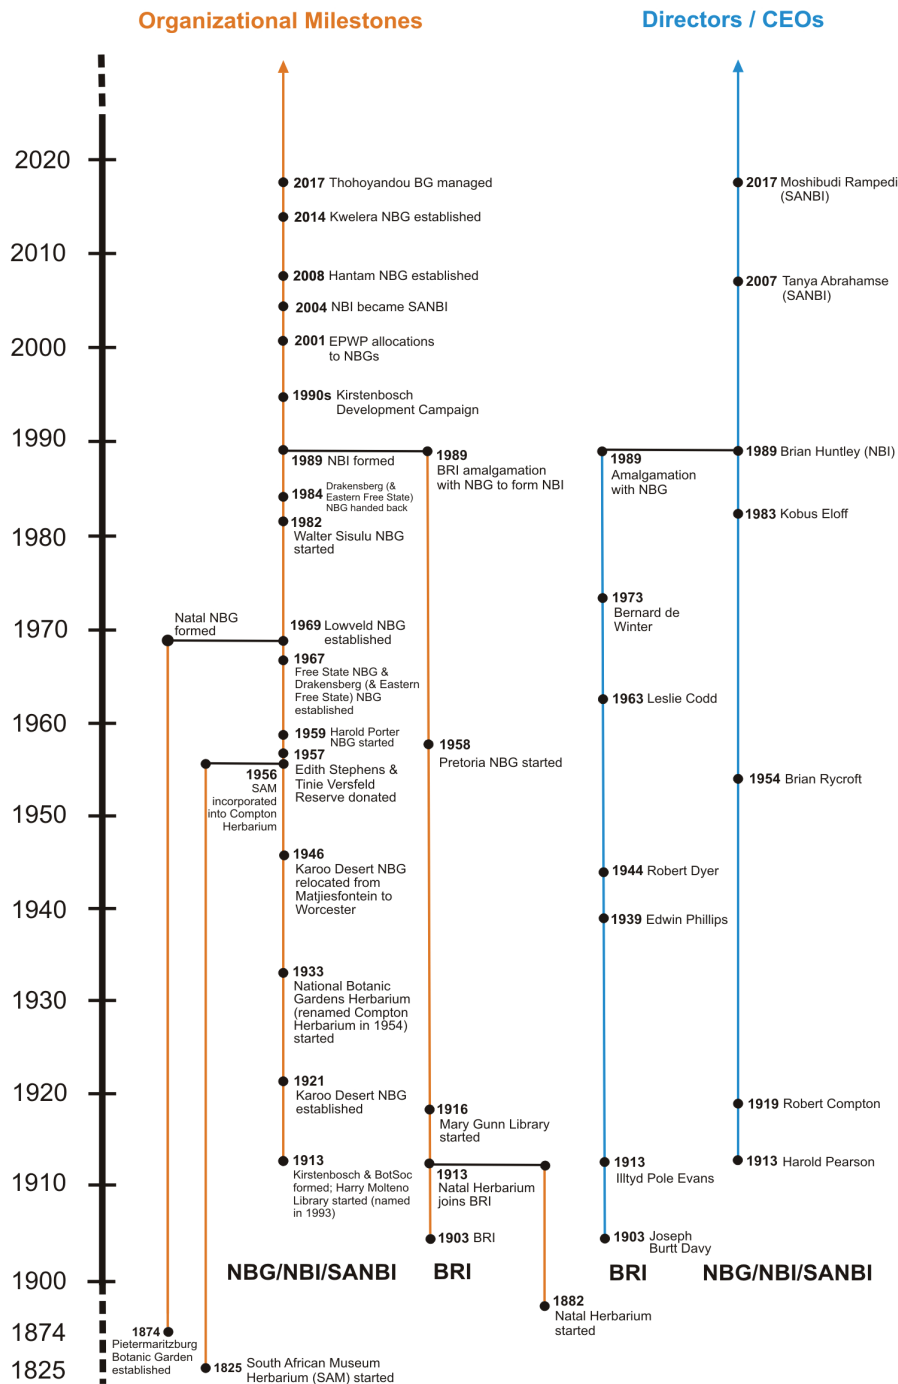 Organizational Milestones
Directors / CEOs
2020
2010
2000
1990
1980
1970
1960
1950
1940
1930
1920
1910
1900
1874
1825
2017 Thohoyandou BG managed
2014 Kwelera NBG established
2008 Hantam NBG established
2004 NBI became SANBI
2001 EPWP allocations
to NBGs
1990s Kirstenbosch
Development Campaign
1989 NBI formed
1984 Drakensberg (&
Eastern Free State)
NBG handed back
1982
Walter Sisulu NBG
started
Natal NBG
formed
1969 Lowveld NBG
established
1967
Free State NBG &
Drakensberg (& Eastern
Free State) NBG
established
1959 Harold Porter
NBG started
1957
Edith Stephens &
Tinie Versfeld
Reserve donated
1956
SAM
incorporated
into Compton
Herbarium
1946
Karoo Desert NBG
relocated from
Matjiesfontein to
Worcester
1933
National Botanic
Gardens Herbarium
(renamed Compton
Herbarium in 1954)
started
1921
Karoo Desert NBG
established
1913
Kirstenbosch & BotSoc
formed; Harry Molteno
Library started (named
in 1993)
NBG/NBI/SANBI
1874
Pietermaritzburg
Botanic Garden
established
1825 South African Museum
Herbarium (SAM) started
1989
BRI amalgamation
with NBG to form NBI
1958
Pretoria NBG started
1916
Mary Gunn Library
started
1913
Natal Herbarium
joins BRI
1903 BRI
BRI
1882
Natal Herbarium
started
1989
Amalgamation
with NBG
1973
Bernard de
Winter
1963 Leslie Codd
1944 Robert Dyer
1939 Edwin Phillips
1913
Illtyd Pole Evans
1903 Joseph
Burtt Davy
BRI
2017 Moshibudi Rampedi
(SANBI)
2007 Tanya Abrahamse
(SANBI)
1989 Brian Huntley (NBI)
1983 Kobus Eloff
1954 Brian Rycroft
1919 Robert Compton
1913 Harold Pearson
NBG/NBI/SANBI